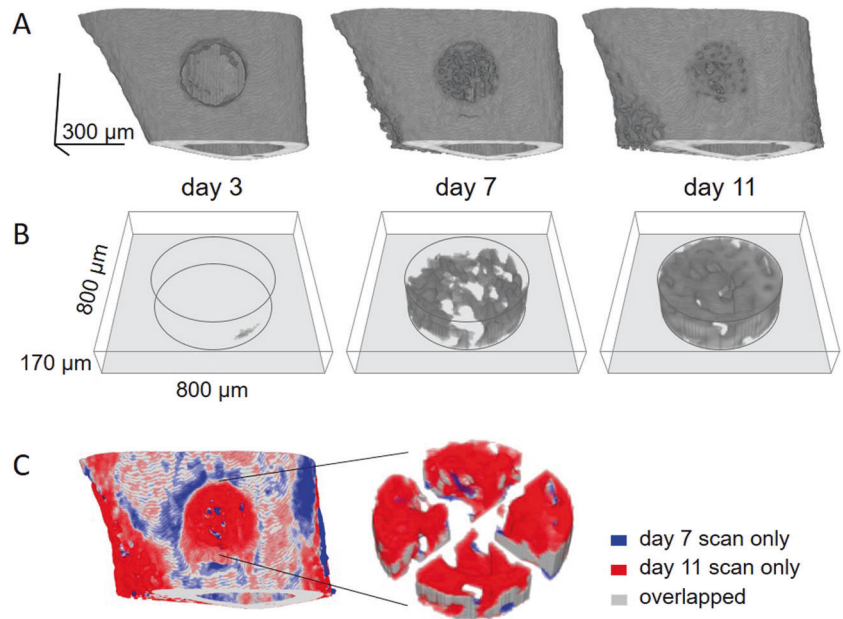 A
300 µm
day 3
day 7
day 11
B
800 µm
170 µm
800 µm
C
day 7 scan only
day 11 scan only
overlapped